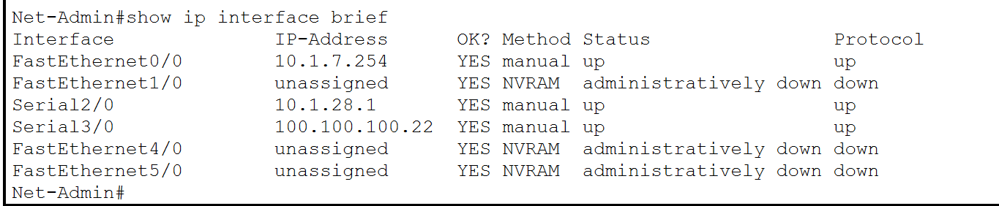 Net-Admin#show ip interface brief
Interface              IP-Address      OK? Method Status                Protocol
FastEthernet0/0        10.1.7.254      YES manual up                    up
FastEthernet1/0        unassigned      YES NVRAM  administratively down down
Serial2/0              10.1.28.1       YES manual up                    up
Serial3/0              100.100.100.22  YES manual up                    up
FastEthernet4/0        unassigned      YES NVRAM  administratively down down
FastEthernet5/0        unassigned      YES NVRAM  administratively down down
Net-Admin#